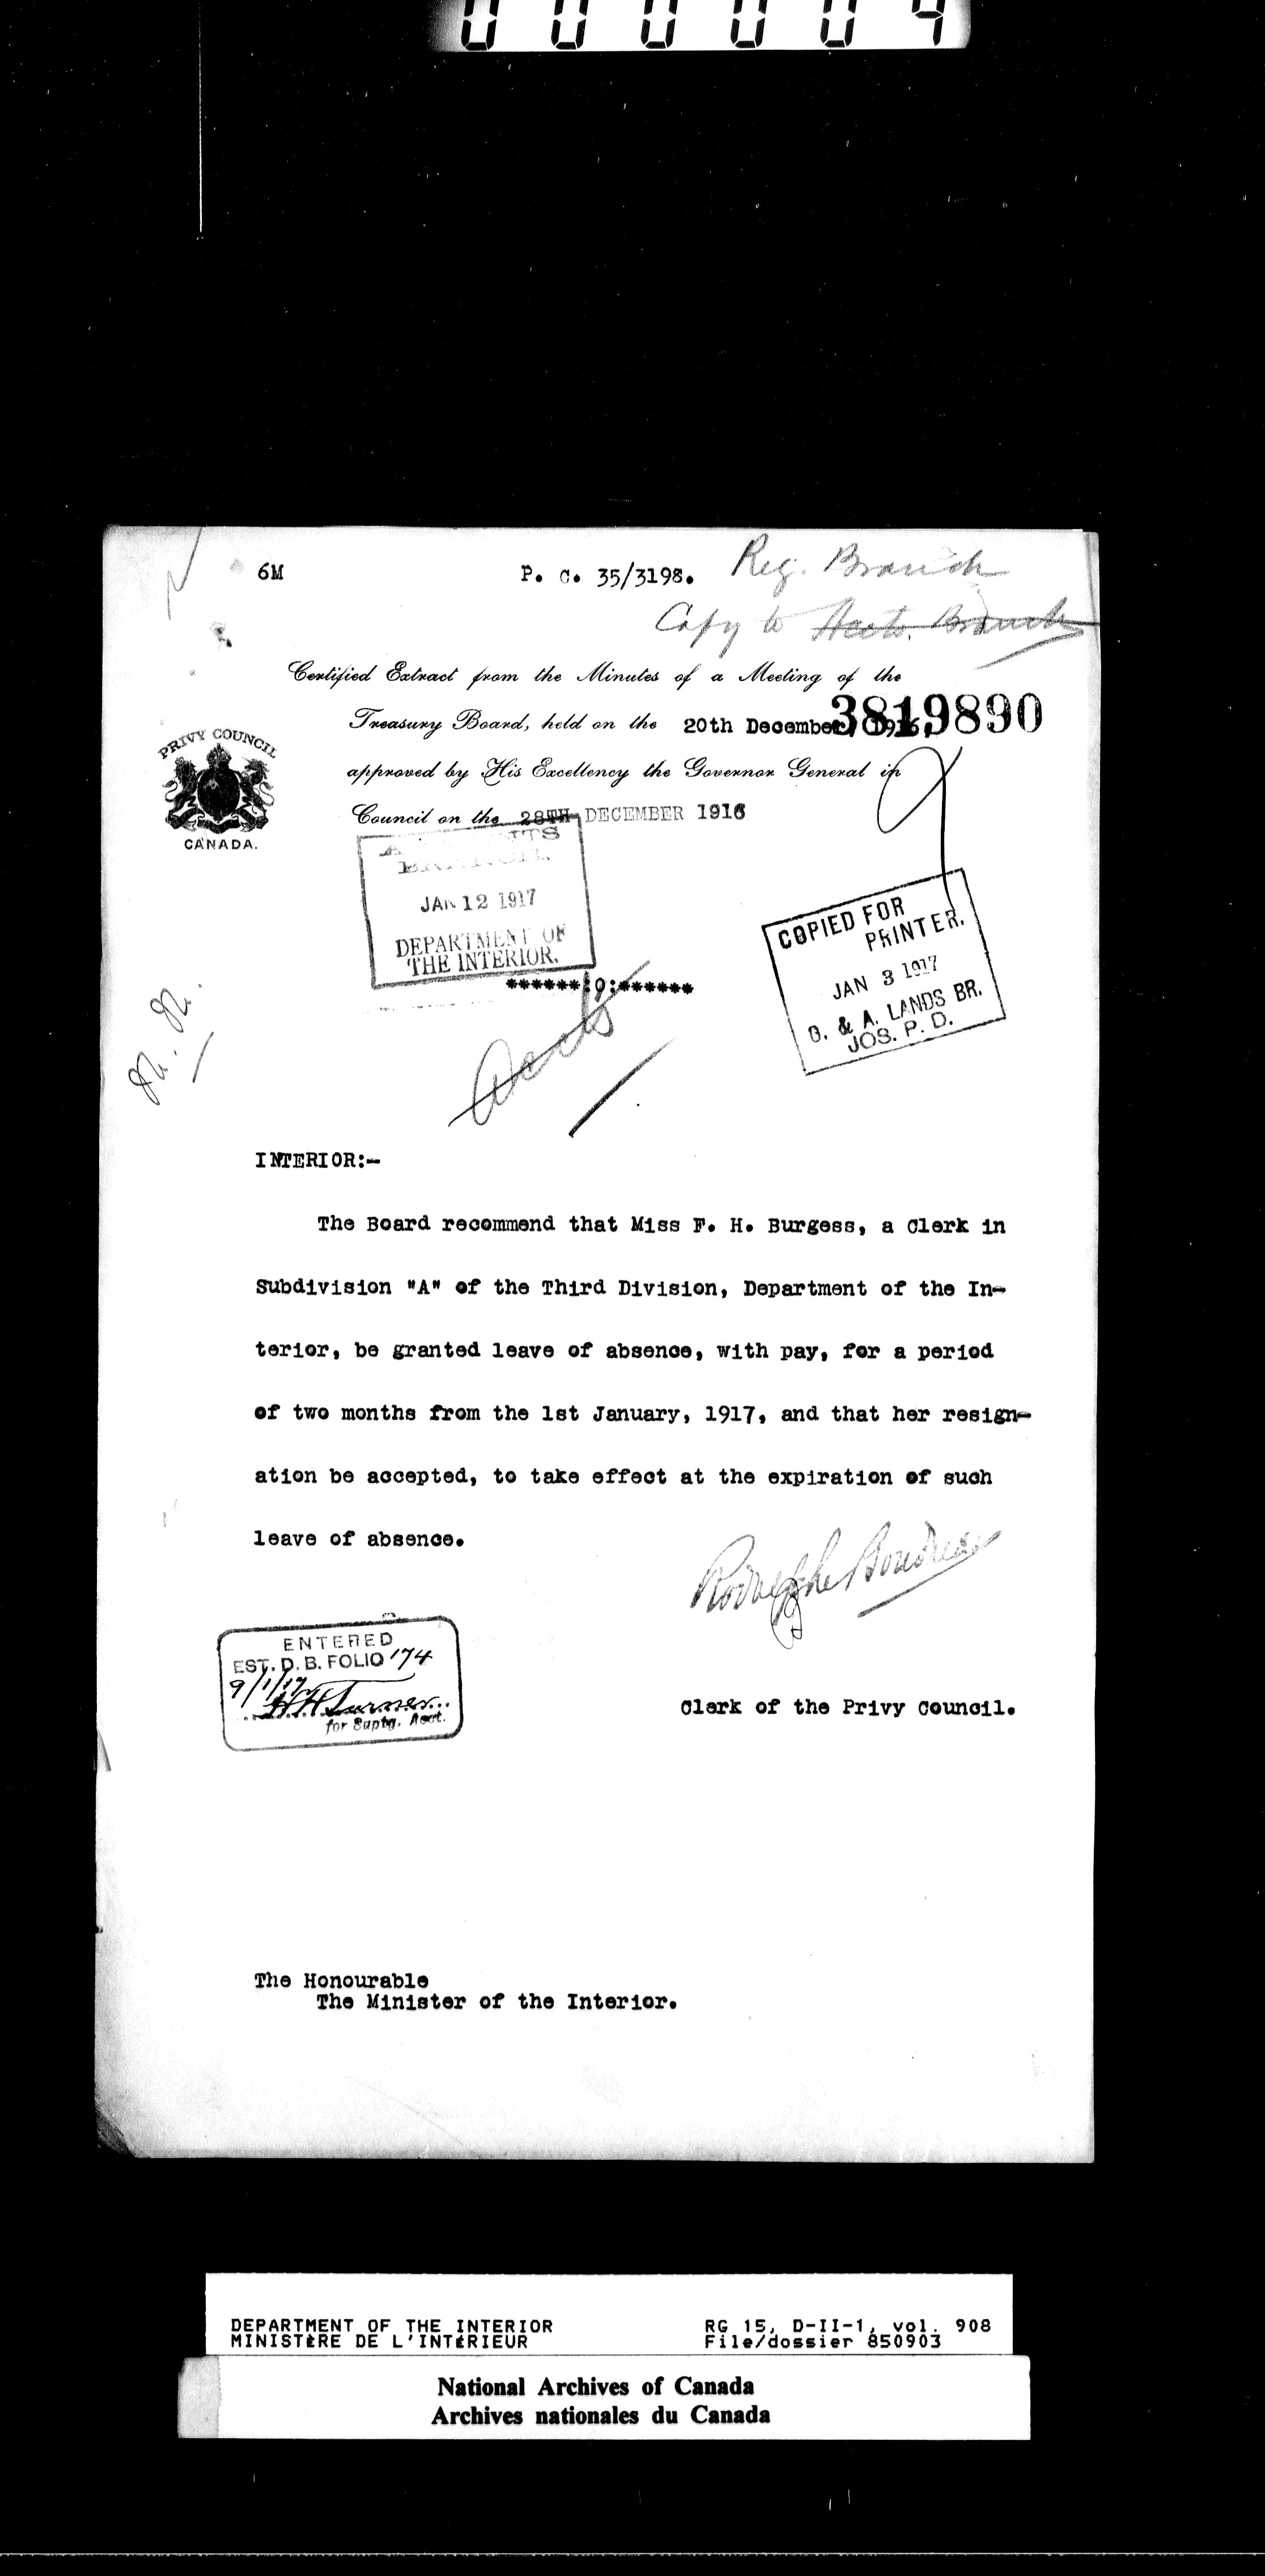 000004
6M
P. C. 35/3198.
Reg. Branch
Copy to Accts. Branch
Certified Extract from the Minutes of a Meeting of the
Treasury Board, held on the 20th December, 1916,
3819890
approved by His Excellency the Governor General in
Council on the 28TH DECEMBER 1916
PRIVY COUNCIL
CANADA.
JAN 12 1917
DEPARTMENT OF
THE INTERIOR.
COPIED FOR
PRINTER.
JAN 3 1917
O. & A. LANDS BR.
JOS. P. D.
******:0:******
Accts
INTERIOR:-
The Board recommend that Miss F. H. Burgess, a Clerk in
Subdivision "A" of the Third Division, Department of the In-
terior, be granted leave of absence, with pay, for a period
of two months from the 1st January, 1917, and that her resign-
ation be accepted, to take effect at the expiration of such
leave of absence.
Rodolphe Boudreau
Clerk of the Privy Council.
ENTERED
EST. D. B. FOLIO 174
9/1/17
H H Turner
for Suptg. Acct.
The Honourable
The Minister of the Interior.
DEPARTMENT OF THE INTERIOR
MINISTÈRE DE L'INTÉRIEUR
RG 15, D-II-1, vol. 908
File/dossier 850903
National Archives of Canada
Archives nationales du Canada